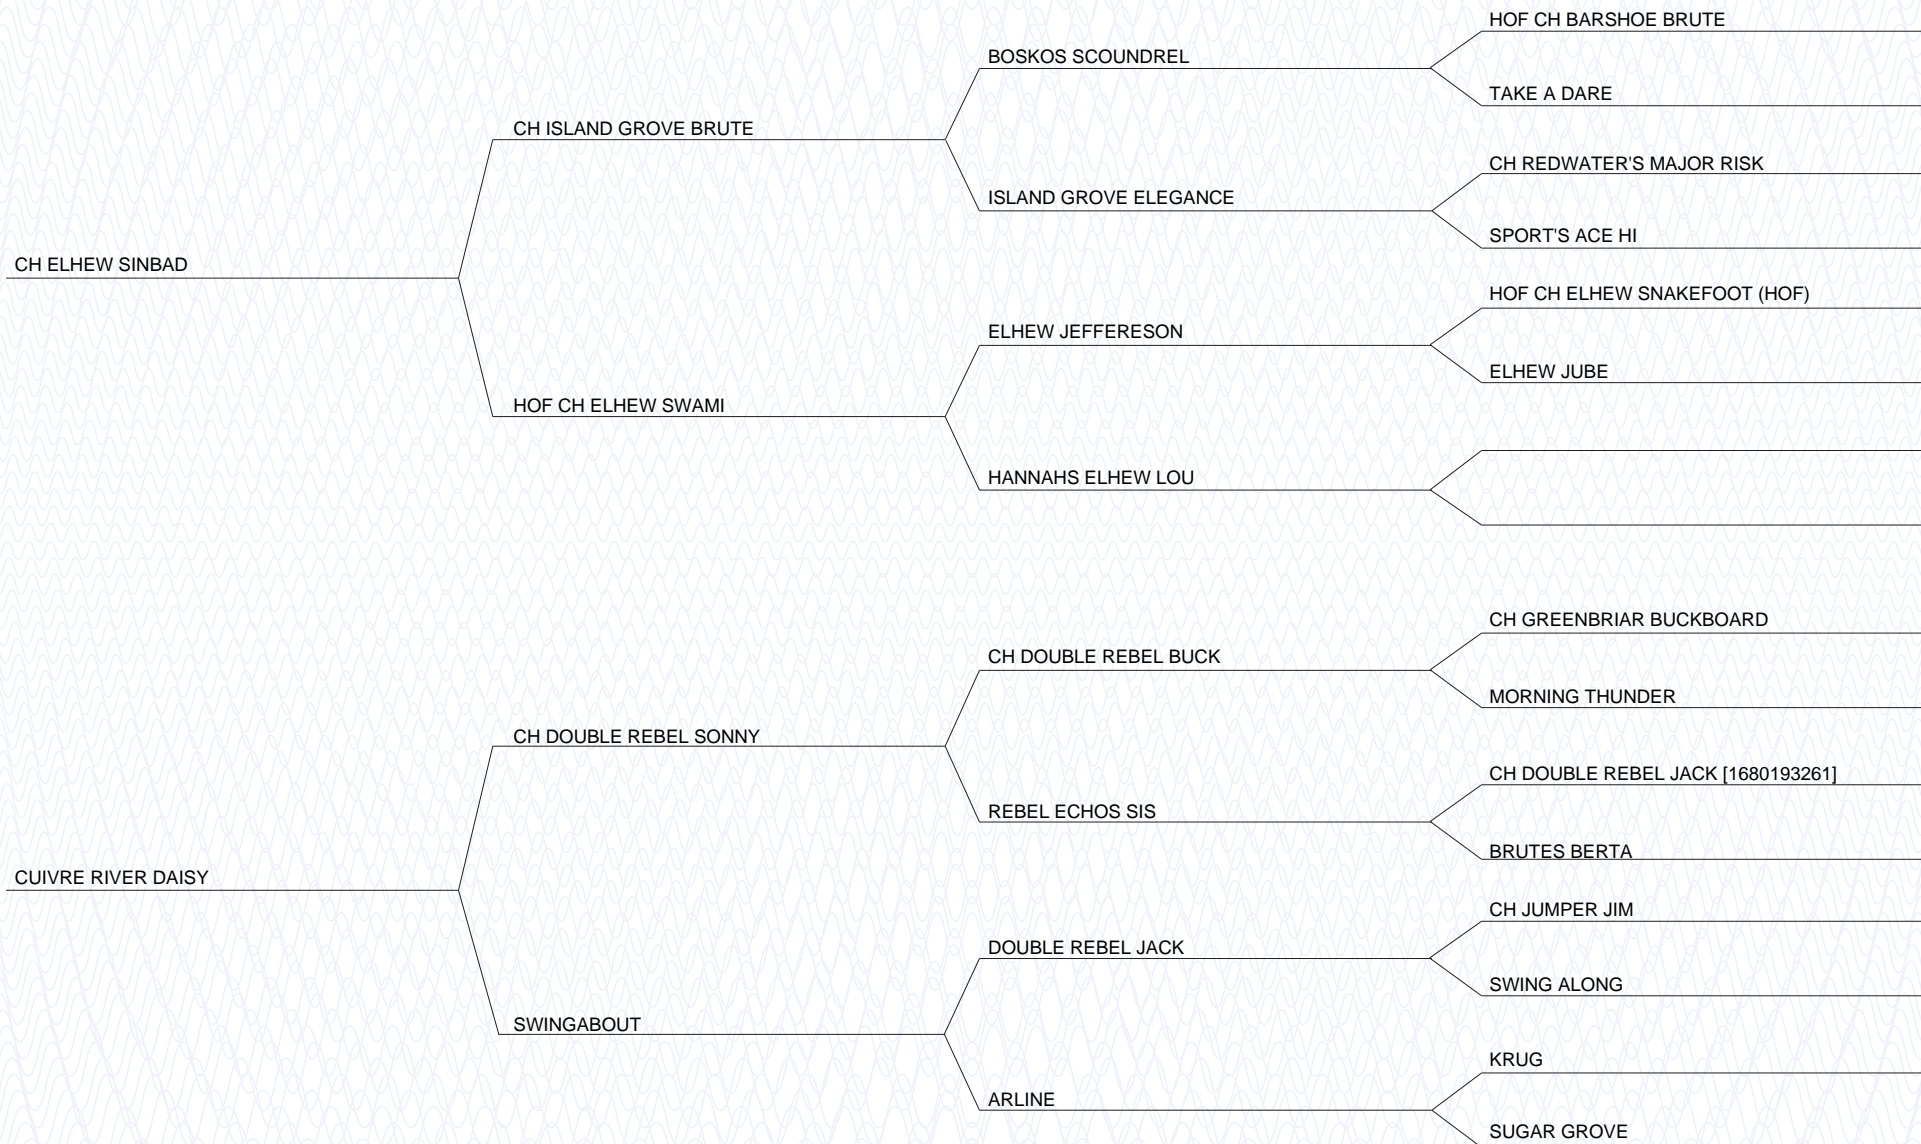 HOF CH BARSHOE BRUTE
BOSKOS SCOUNDREL
TAKE A DARE
CH ISLAND GROVE BRUTE
CH REDWATER'S MAJOR RISK
ISLAND GROVE ELEGANCE
SPORT'S ACE HI
CH ELHEW SINBAD
HOF CH ELHEW SNAKEFOOT (HOF)
ELHEW JEFFERESON
ELHEW JUBE
HOF CH ELHEW SWAMI
HANNAHS ELHEW LOU
CH GREENBRIAR BUCKBOARD
CH DOUBLE REBEL BUCK
MORNING THUNDER
CH DOUBLE REBEL SONNY
CH DOUBLE REBEL JACK [1680193261]
REBEL ECHOS SIS
BRUTES BERTA
CUIVRE RIVER DAISY
CH JUMPER JIM
DOUBLE REBEL JACK
SWING ALONG
SWINGABOUT
KRUG
ARLINE
SUGAR GROVE